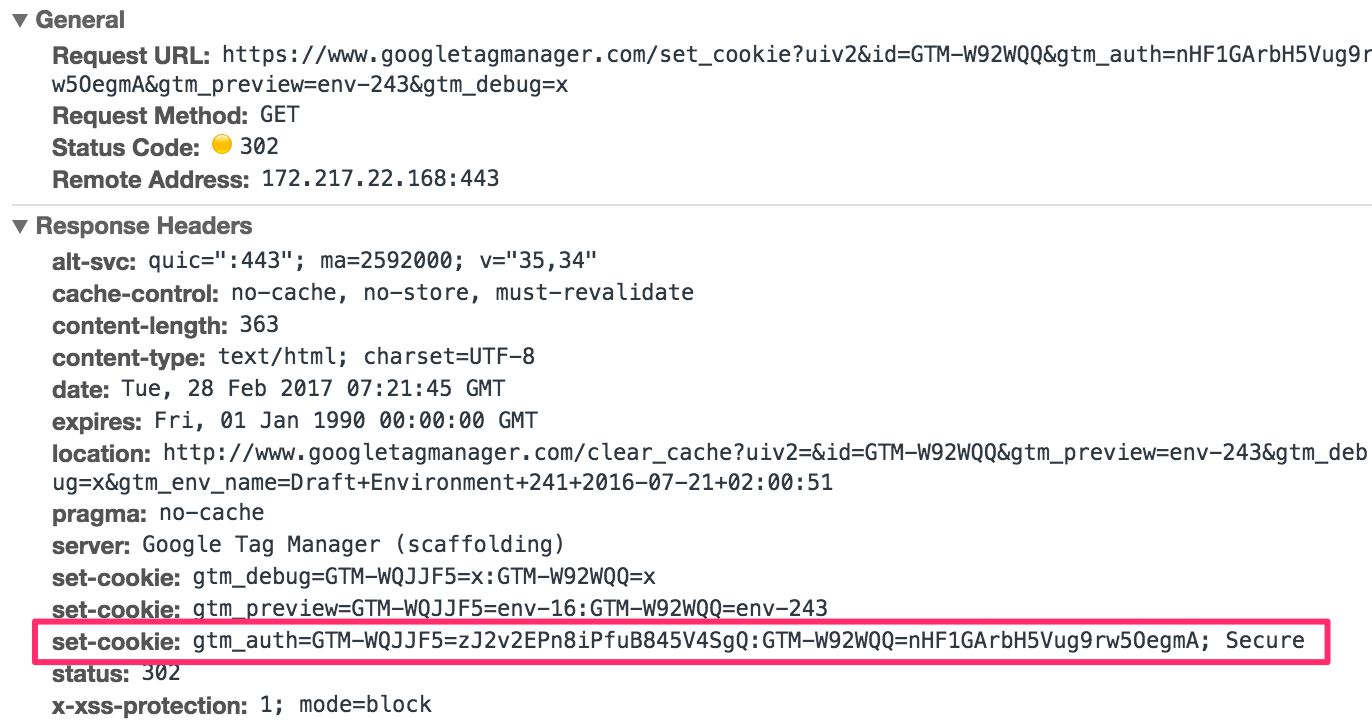 ▼ General
Request URL: https://www.googletagmanager.com/set_cookie?uiv2&id=GTM-W92WQQ&gtm_auth=nHF1GArbH5Vug9r
w5OegmA&gtm_preview=env-243&gtm_debug=x
Request Method: GET
Status Code: 302
Remote Address: 172.217.22.168:443
▼ Response Headers
alt-svc: quic=":443"; ma=2592000; v="35,34"
cache-control: no-cache, no-store, must-revalidate
content-length: 363
content-type: text/html; charset=UTF-8
date: Tue, 28 Feb 2017 07:21:45 GMT
expires: Fri, 01 Jan 1990 00:00:00 GMT
location: http://www.googletagmanager.com/clear_cache?uiv2=&id=GTM-W92WQQ&gtm_preview=env-243&gtm_deb
ug=x&gtm_env_name=Draft+Environment+241+2016-07-21+02:00:51
pragma: no-cache
server: Google Tag Manager (scaffolding)
set-cookie: gtm_debug=GTM-WQJJF5=x:GTM-W92WQQ=x
set-cookie: gtm_preview=GTM-WQJJF5=env-16:GTM-W92WQQ=env-243
set-cookie: gtm_auth=GTM-WQJJF5=zJ2v2EPn8iPfuB845V4SgQ:GTM-W92WQQ=nHF1GArbH5Vug9rw5OegmA; Secure
status: 302
x-xss-protection: 1; mode=block